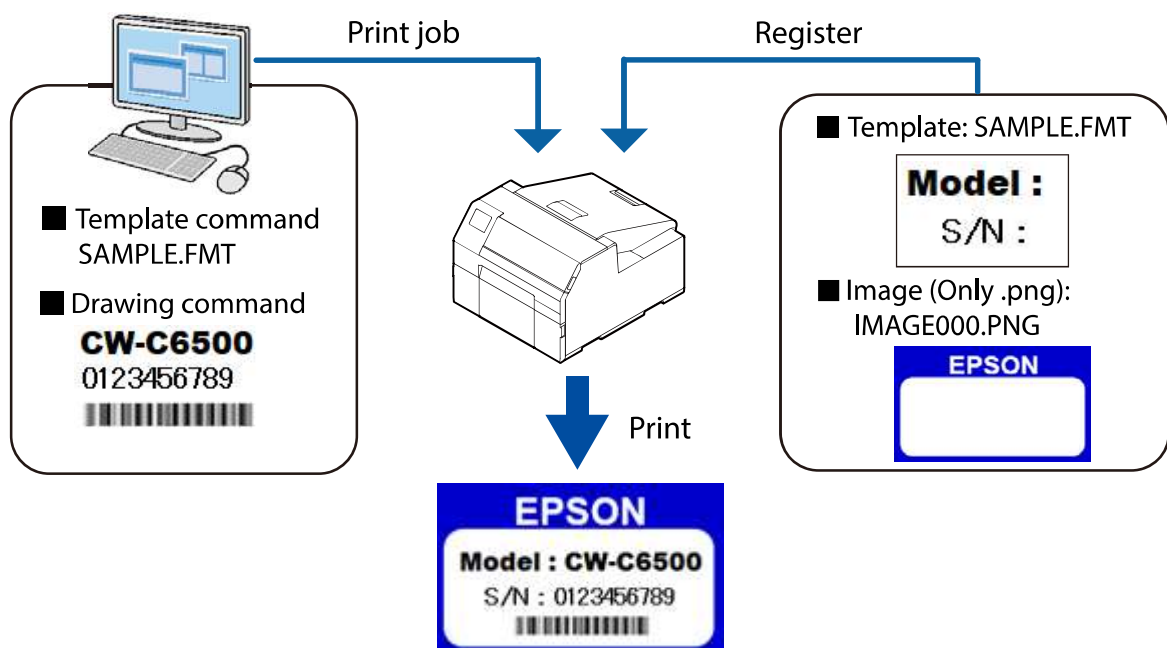 Print job
Register
■ Template command
SAMPLE.FMT
■ Drawing command
CW-C6500
0123456789
■ Template: SAMPLE.FMT
Model :
S/N :
■ Image (Only .png):
IMAGE000.PNG
EPSON
Print
EPSON
Model : CW-C6500
S/N : 0123456789